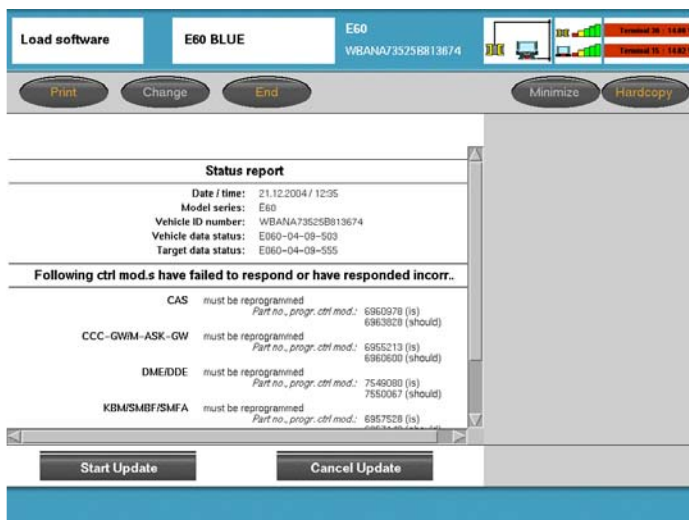 Load software
E60 BLUE
E60
WBANA73525B813674
Terminal 30 : 14.00
Terminal 15 : 14.02
Print
Change
End
Minimize
Hardcopy
Status report
Date / time: 21.12.2004 / 12:35
Model series: E60
Vehicle ID number: WBANA73525B813674
Vehicle data status: E060-04-09-503
Target data status: E060-04-09-555
Following ctrl mod.s have failed to respond or have responded incorr..
CAS must be reprogrammed
Part no., progr. ctrl mod.: 6960978 (is)
6963828 (should)
CCC-GW/M-ASK-GW must be reprogrammed
Part no., progr. ctrl mod.: 6955213 (is)
6960600 (should)
DME/DDE must be reprogrammed
Part no., progr. ctrl mod.: 7549080 (is)
7550067 (should)
KBM/SMBF/SMFA must be reprogrammed
Part no., progr. ctrl mod.: 6957528 (is)
Start Update
Cancel Update